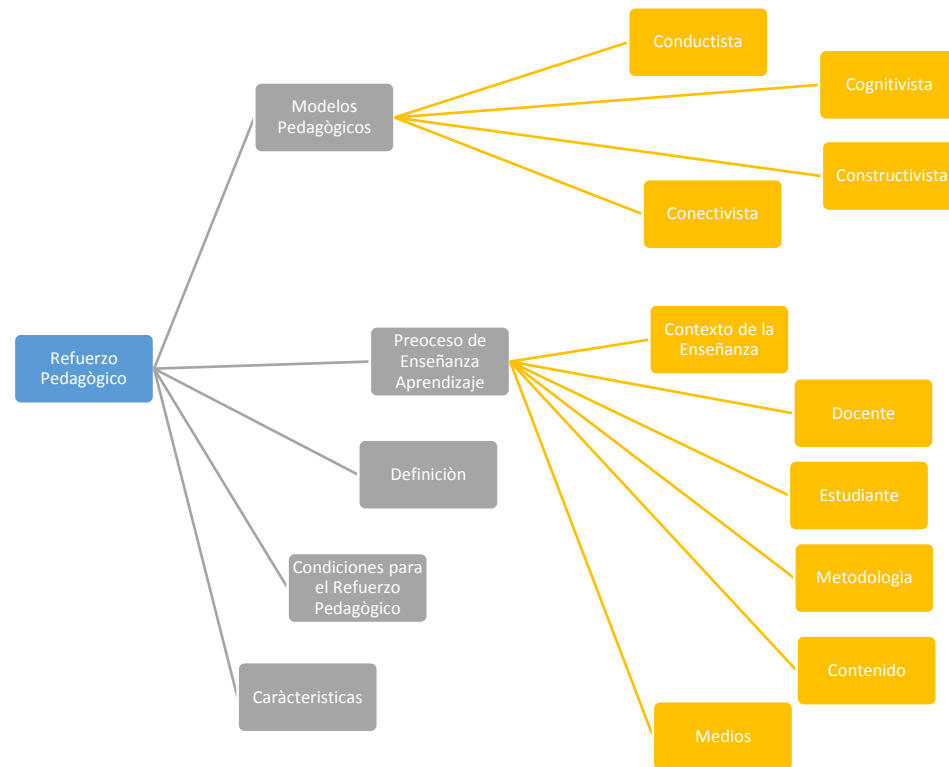 Conductista
Cognitivista
Modelos
Pedagògicos
Constructivista
Conectivista
Refuerzo
Pedagògico
Preoceso de
Enseñanza
Aprendizaje
Contexto de la
Enseñanza
Docente
Definiciòn
Estudiante
Condiciones para
el Refuerzo
Pedagògico
Metodologìa
Contenido
Caràcteristicas
Medios